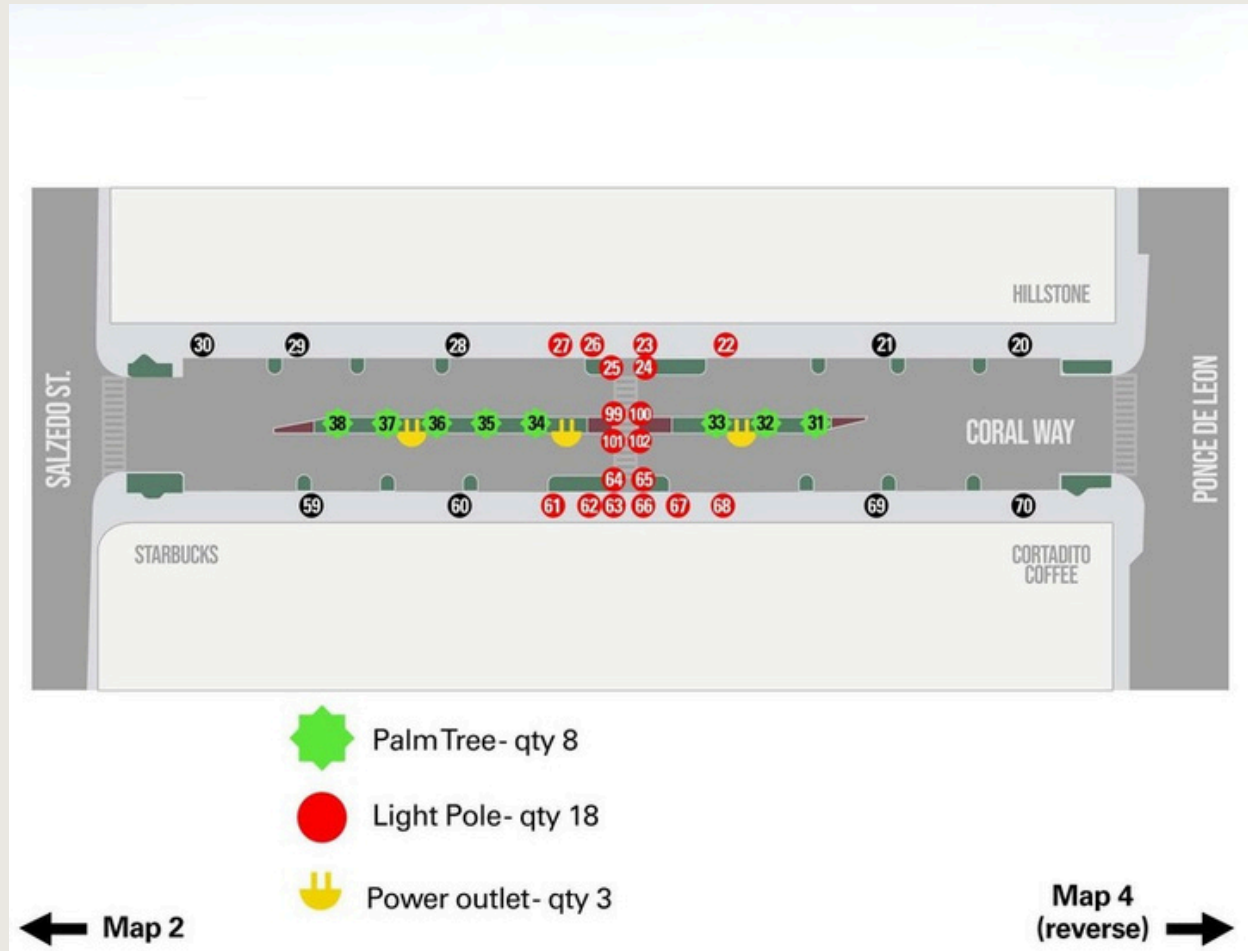 HILLSTONE
30 29 28 27 26 23 22 21 20
25 24
SALZEDO ST.
PONCE DE LEON
38 37 36 35 34 99 100 33 32 31
CORAL WAY
101 102
64 65
59 60 61 62 63 66 67 68 69 70
STARBUCKS
CORTADITO
COFFEE
Palm Tree- qty 8
Light Pole- qty 18
Power outlet- qty 3
Map 2
Map 4
(reverse)